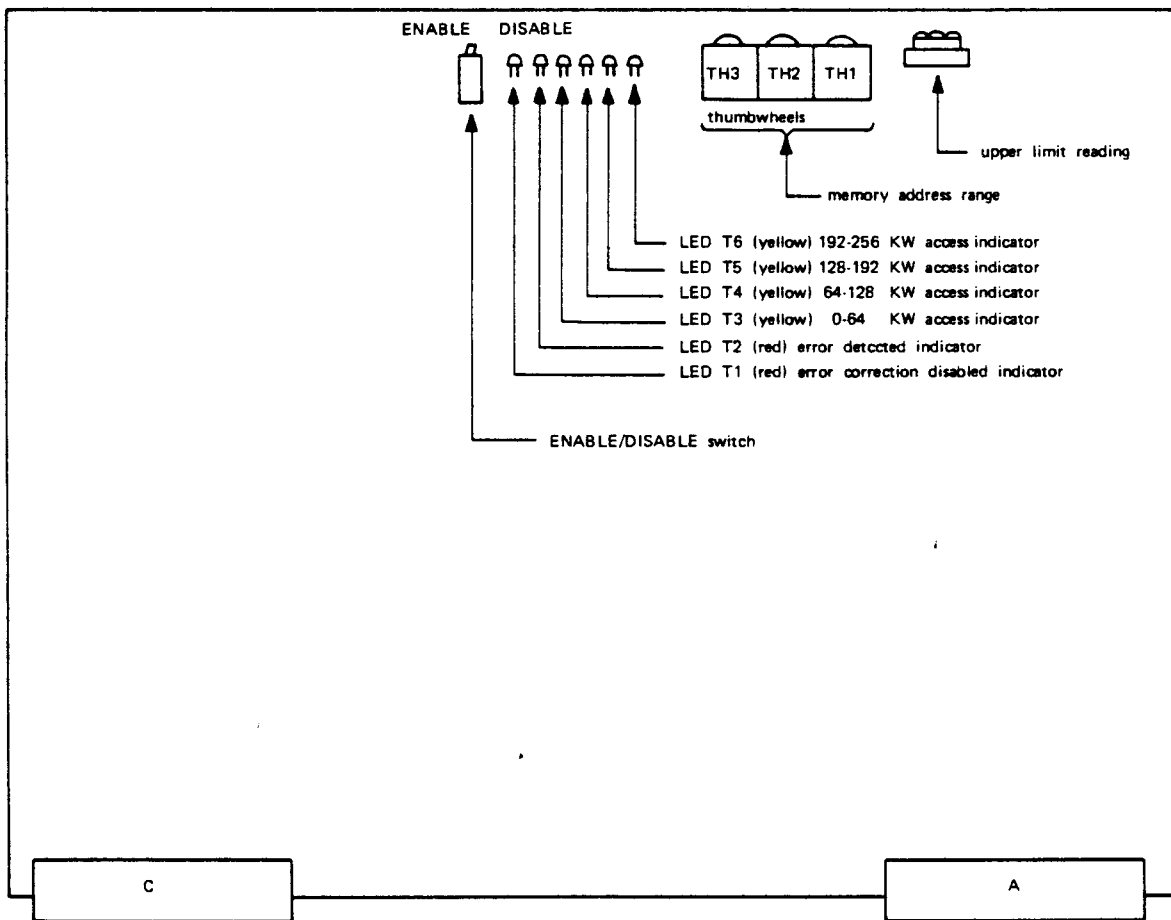 ENABLE DISABLE
TH3 TH2 TH1
thumbwheels
upper limit reading
memory address range
LED T6 (yellow) 192-256 KW access indicator
LED T5 (yellow) 128-192 KW access indicator
LED T4 (yellow) 64-128 KW access indicator
LED T3 (yellow) 0-64 KW access indicator
LED T2 (red) error detected indicator
LED T1 (red) error correction disabled indicator
ENABLE/DISABLE switch
C A